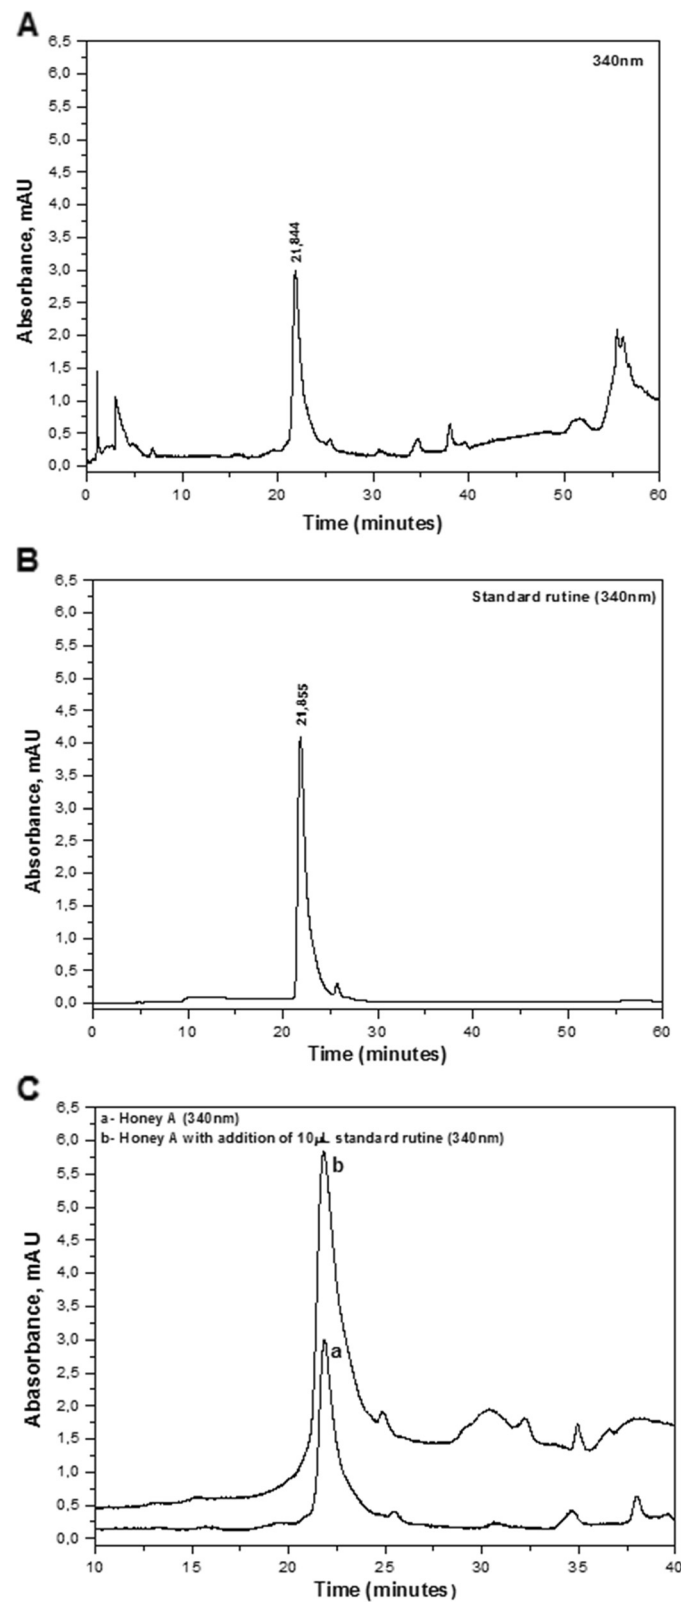 A
340nm
6,5
6,0
5,5
5,0
4,5
4,0
3,5
3,0
2,5
2,0
1,5
1,0
0,5
0,0
21,844
Absorbance, mAU
0 10 20 30 40 50 60
Time (minutes)
B
Standard rutine (340nm)
6,5
6,0
5,5
5,0
4,5
4,0
3,5
3,0
2,5
2,0
1,5
1,0
0,5
0,0
21,855
Absorbance, mAU
0 10 20 30 40 50 60
Time (minutes)
C
a- Honey A (340nm)
b- Honey A with addition of 10µL standard rutine (340nm)
6,5
6,0
5,5
5,0
4,5
4,0
3,5
3,0
2,5
2,0
1,5
1,0
0,5
0,0
b
a
Abasorbance, mAU
10 15 20 25 30 35 40
Time (minutes)